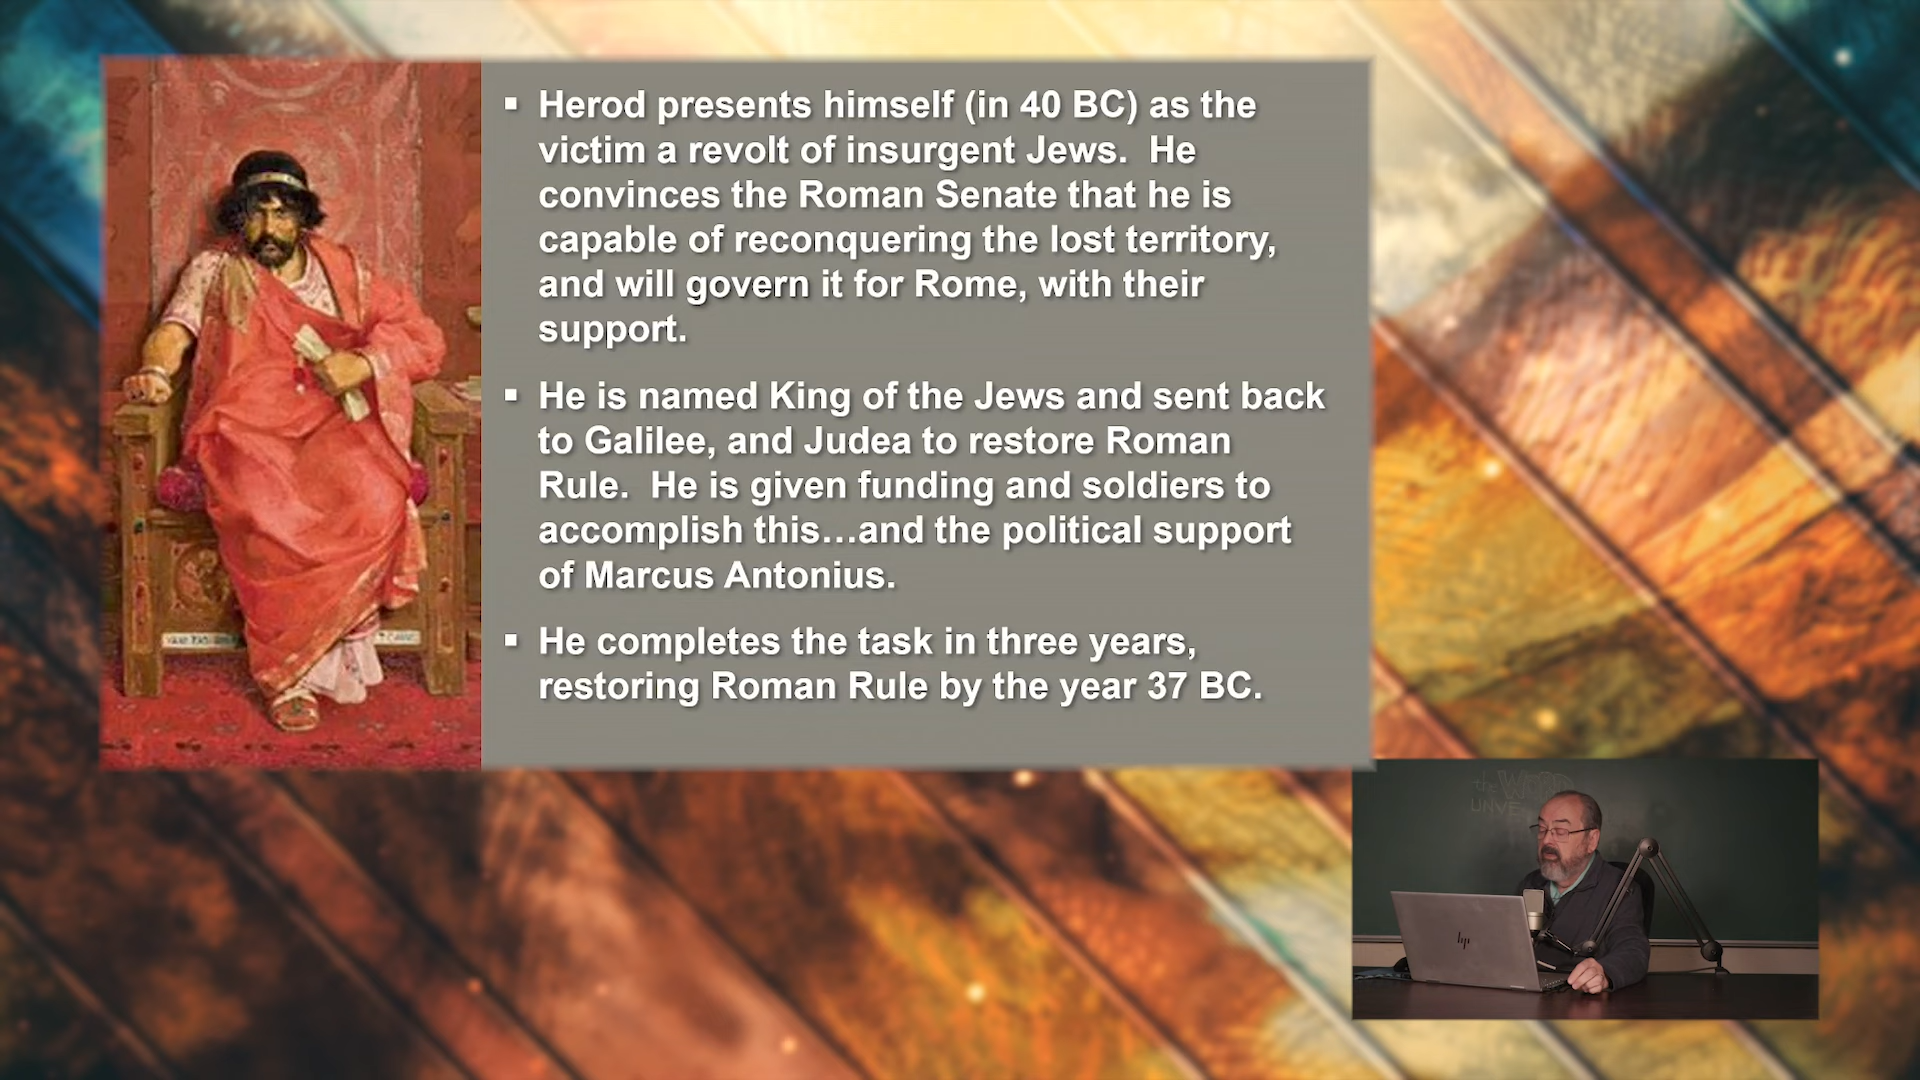 ▪ Herod presents himself (in 40 BC) as the
victim a revolt of insurgent Jews.  He
convinces the Roman Senate that he is
capable of reconquering the lost territory,
and will govern it for Rome, with their
support.
▪ He is named King of the Jews and sent back
to Galilee, and Judea to restore Roman
Rule.  He is given funding and soldiers to
accomplish this…and the political support
of Marcus Antonius.
▪ He completes the task in three years,
restoring Roman Rule by the year 37 BC.
the WORD
hp